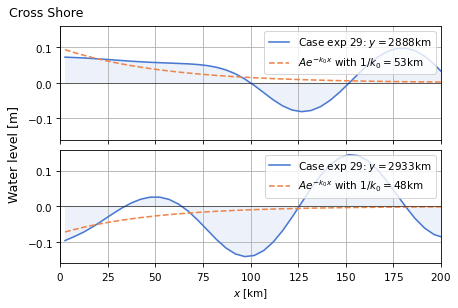 Cross Shore
Water level [m]
0.1
0.0
−0.1
Case exp 29: y = 2888km
Ae^{-k_0x} with 1/k_0 = 53km
0.1
0.0
−0.1
Case exp 29: y = 2933km
Ae^{-k_0x} with 1/k_0 = 48km
0 25 50 75 100 125 150 175 200
x [km]